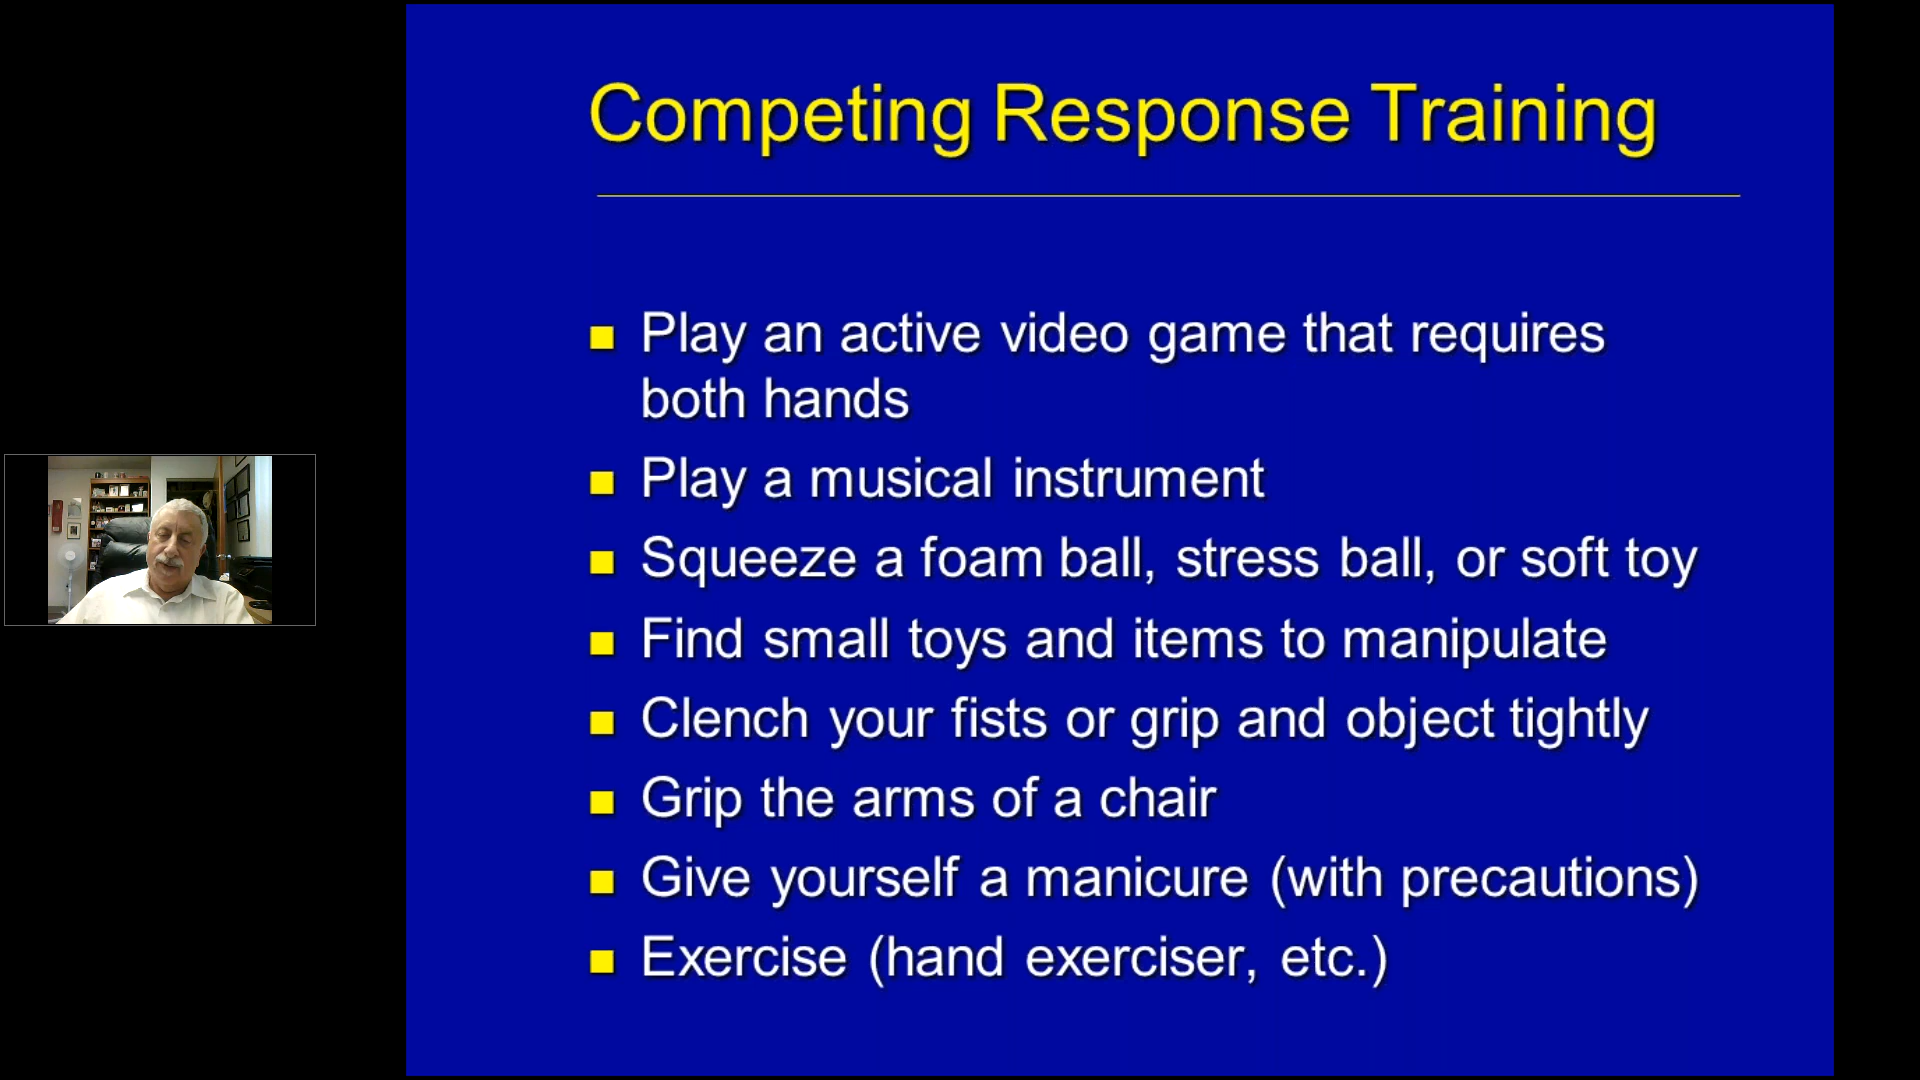 Competing Response Training
Play an active video game that requires
both hands
Play a musical instrument
Squeeze a foam ball, stress ball, or soft toy
Find small toys and items to manipulate
Clench your fists or grip and object tightly
Grip the arms of a chair
Give yourself a manicure (with precautions)
Exercise (hand exerciser, etc.)